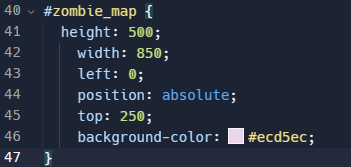 40 #zombie_map {
41 height: 500;
42 width: 850;
43 left: 0;
44 position: absolute;
45 top: 250;
46 background-color: #ecd5ec;
47 }